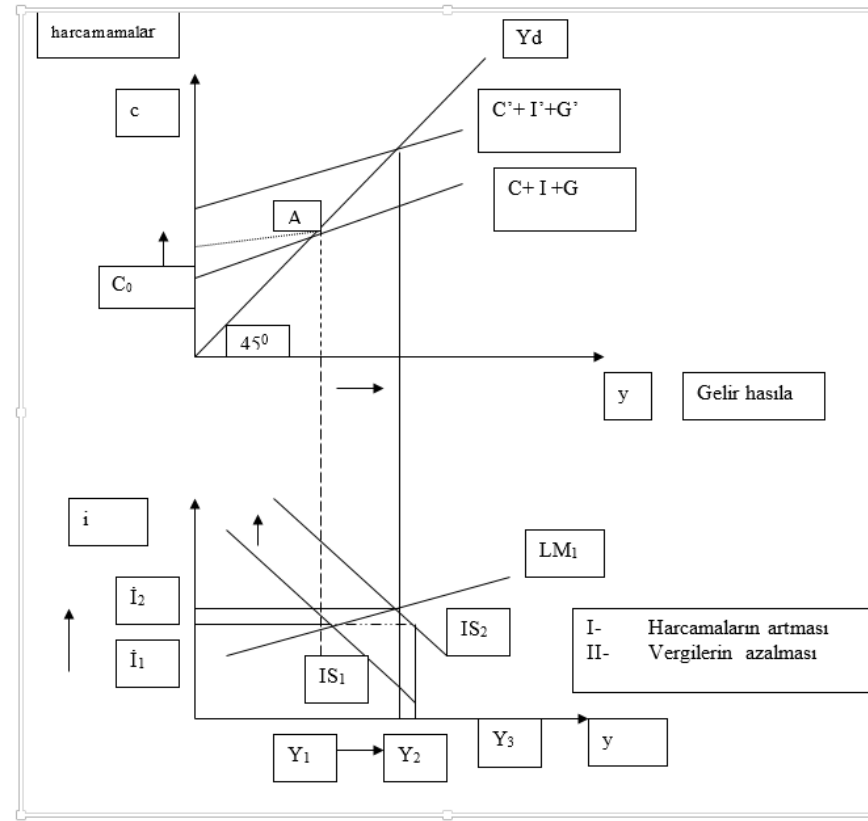 harcamamalar
Yd
c
C’+ I’+G’
C+ I +G
A
C₀
45⁰
y
Gelir hasıla
i
LM₁
İ₂
İ₁
IS₂
IS₁
I- Harcamaların artması
II- Vergilerin azalması
Y₁
Y₂
Y₃
y